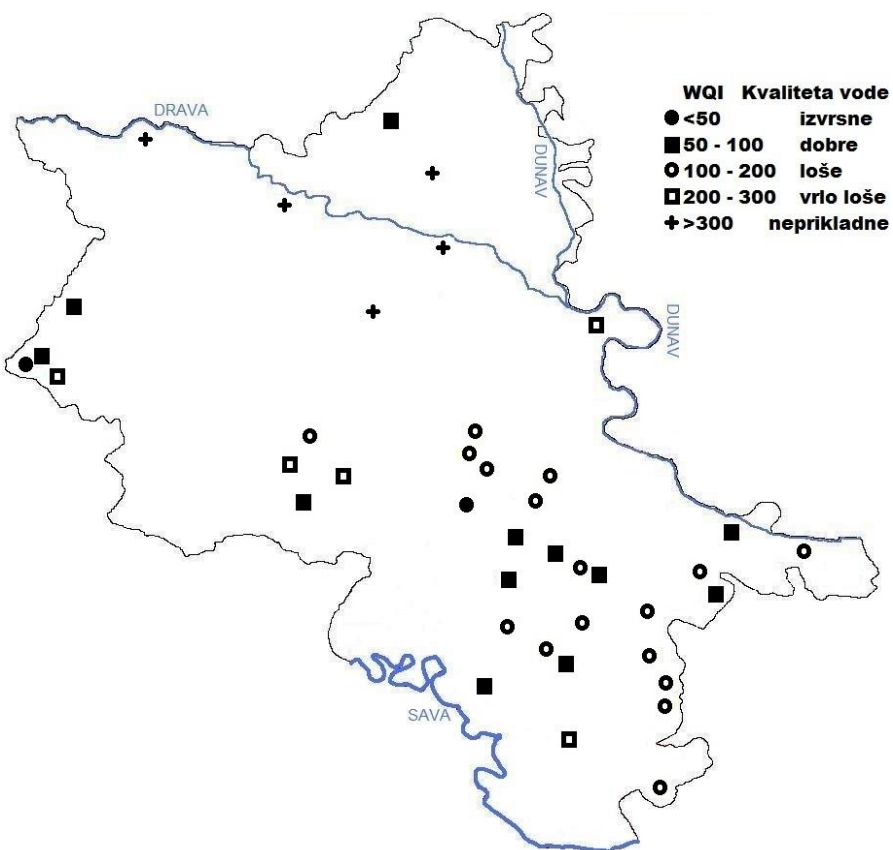 WQI Kvaliteta vode
<50 izvrsne
50 - 100 dobre
100 - 200 loše
200 - 300 vrlo loše
>300 neprikladne
DRAVA
DUNAV
DUNAV
SAVA